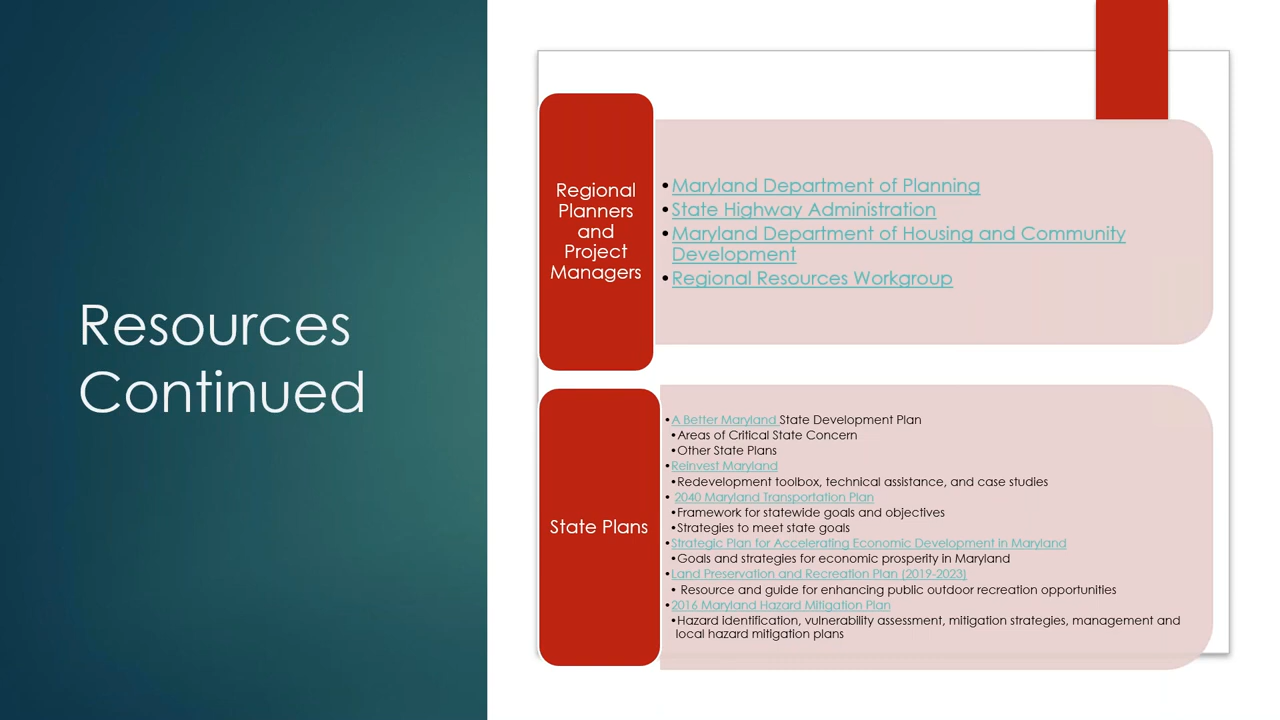 Resources
Continued
Regional
Planners
and
Project
Managers
•Maryland Department of Planning
•State Highway Administration
•Maryland Department of Housing and Community
Development
•Regional Resources Workgroup
State Plans
•A Better Maryland State Development Plan
•Areas of Critical State Concern
•Other State Plans
•Reinvest Maryland
•Redevelopment toolbox, technical assistance, and case studies
• 2040 Maryland Transportation Plan
•Framework for statewide goals and objectives
•Strategies to meet state goals
•Strategic Plan for Accelerating Economic Development in Maryland
•Goals and strategies for economic prosperity in Maryland
•Land Preservation and Recreation Plan (2019-2023)
• Resource and guide for enhancing public outdoor recreation opportunities
•2016 Maryland Hazard Mitigation Plan
•Hazard identification, vulnerability assessment, mitigation strategies, management and
local hazard mitigation plans